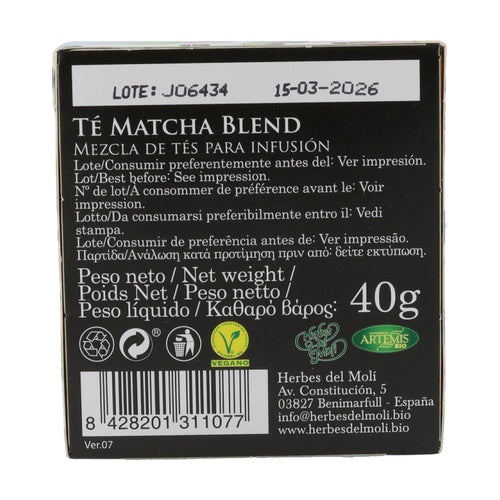 LOTE: J06434 15-03-2026
TÉ MATCHA BLEND
MEZCLA DE TÉS PARA INFUSIÓN
Lote/Consumir preferentemente antes del: Ver impresión.
Lot/Best before: See impression.
Nº de lot/A consommer de préférence avant le: Voir
impression.
Lotto/Da consumarsi preferibilmente entro il: Vedi
stampa.
Lote/Consumir de preferência antes de: Ver impressão.
Παρτίδα/Ανάλωση κατά προτίμηση πριν από: δείτε εκτύπωση.
Peso neto / Net weight /
Poids Net / Peso netto /
Peso líquido / Καθαρό βάρος: 40g
VEGANO
Herbes del Molí
ARTEMIS
BIO
Herbes del Molí
Av. Constitución, 5
03827 Benimarfull - España
info@herbesdelmoli.bio
www.herbesdelmoli.bio
8 428201 311077
Ver.07